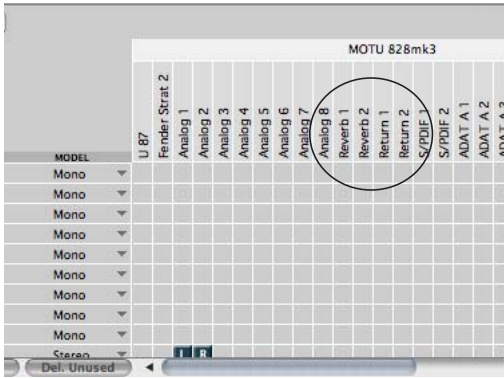 MOTU 828mk3
U 87
Fender Strat 2
Analog 1
Analog 2
Analog 3
Analog 4
Analog 5
Analog 6
Analog 7
Analog 8
Reverb 1
Reverb 2
Return 1
Return 2
S/PDIF 1
S/PDIF 2
ADAT A 1
ADAT A 2
ADAT A 3
MODEL
Mono
Mono
Mono
Mono
Mono
Mono
Mono
Mono
Mono
Stereo
L R
Del. Unused